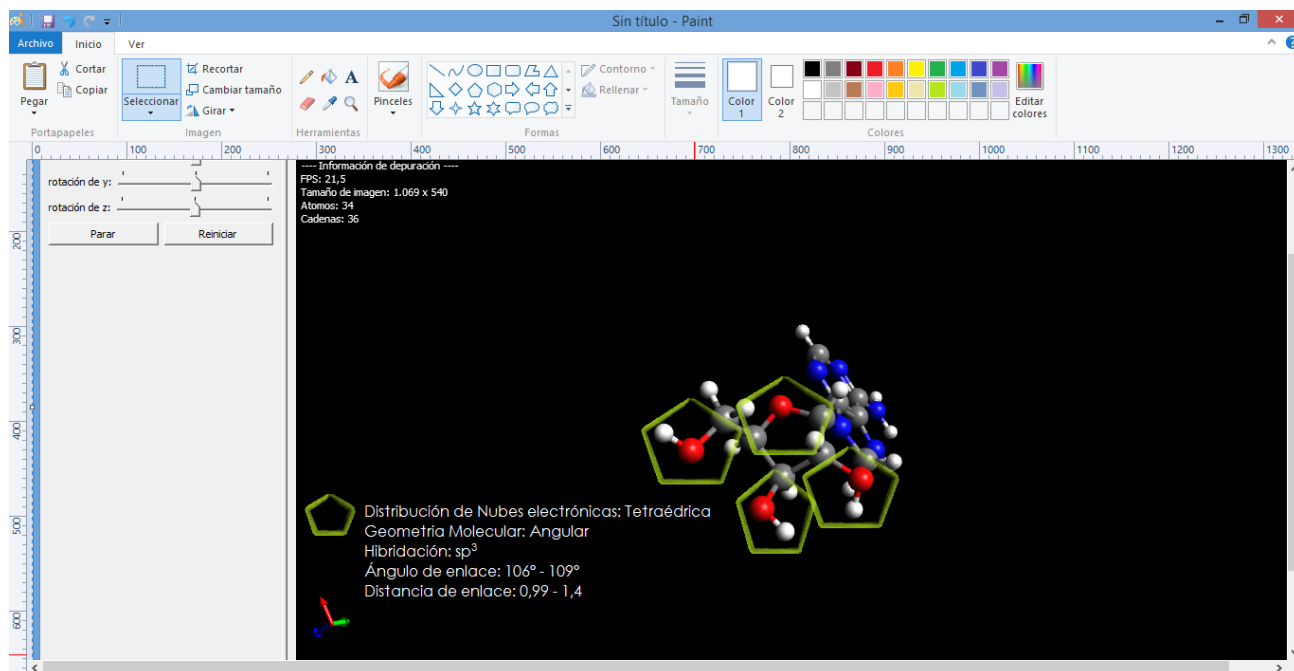 Sin título - Paint
Archivo Inicio Ver
Pegar
Cortar
Copiar
Portapapeles
Seleccionar
Recortar
Cambiar tamaño
Girar
Imagen
A
Herramientas
Pinceles
Contorno
Rellenar
Formas
Tamaño
Color 1
Color 2
Editar colores
Colores
0 100 200 300 400 500 600 700 800 900 1000 1100 1200 1300
200
300
400
500
600
rotación de y:
rotación de z:
Parar Reiniciar
---- Información de depuración ----
FPS: 21,5
Tamaño de imagen: 1.069 x 540
Atomos: 34
Cadenas: 36
Distribución de Nubes electrónicas: Tetraédrica
Geometria Molecular: Angular
Hibridación: sp³
Ángulo de enlace: 106° - 109°
Distancia de enlace: 0,99 - 1,4